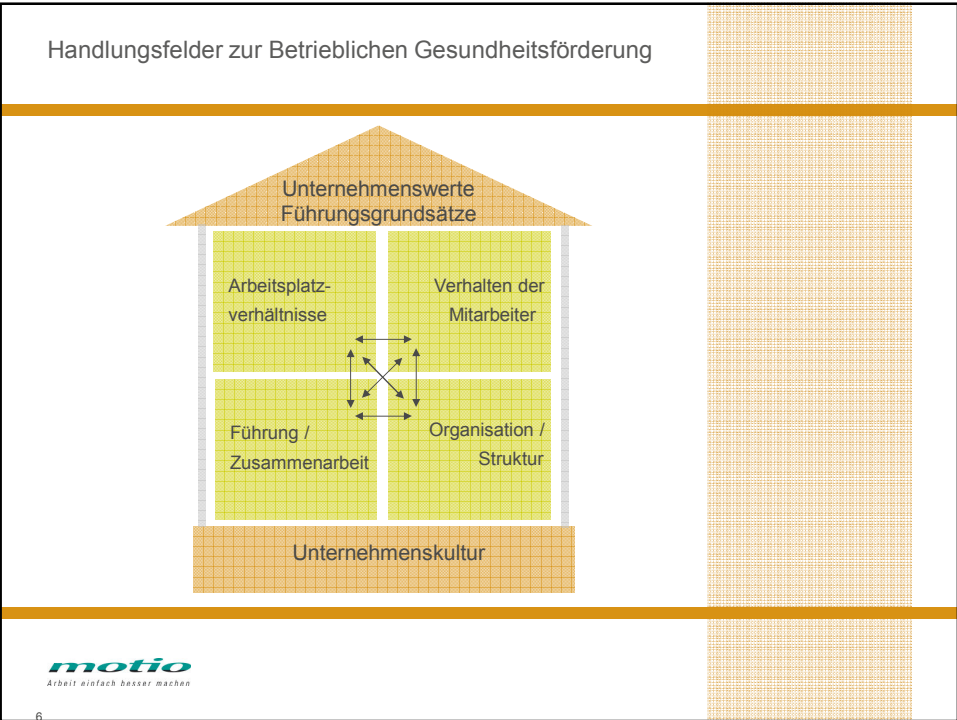 Handlungsfelder zur Betrieblichen Gesundheitsförderung
Unternehmenswerte
Führungsgrundsätze
Arbeitsplatz-
verhältnisse
Verhalten der
Mitarbeiter
Führung /
Zusammenarbeit
Organisation /
Struktur
Unternehmenskultur
motio
Arbeit einfach besser machen
6